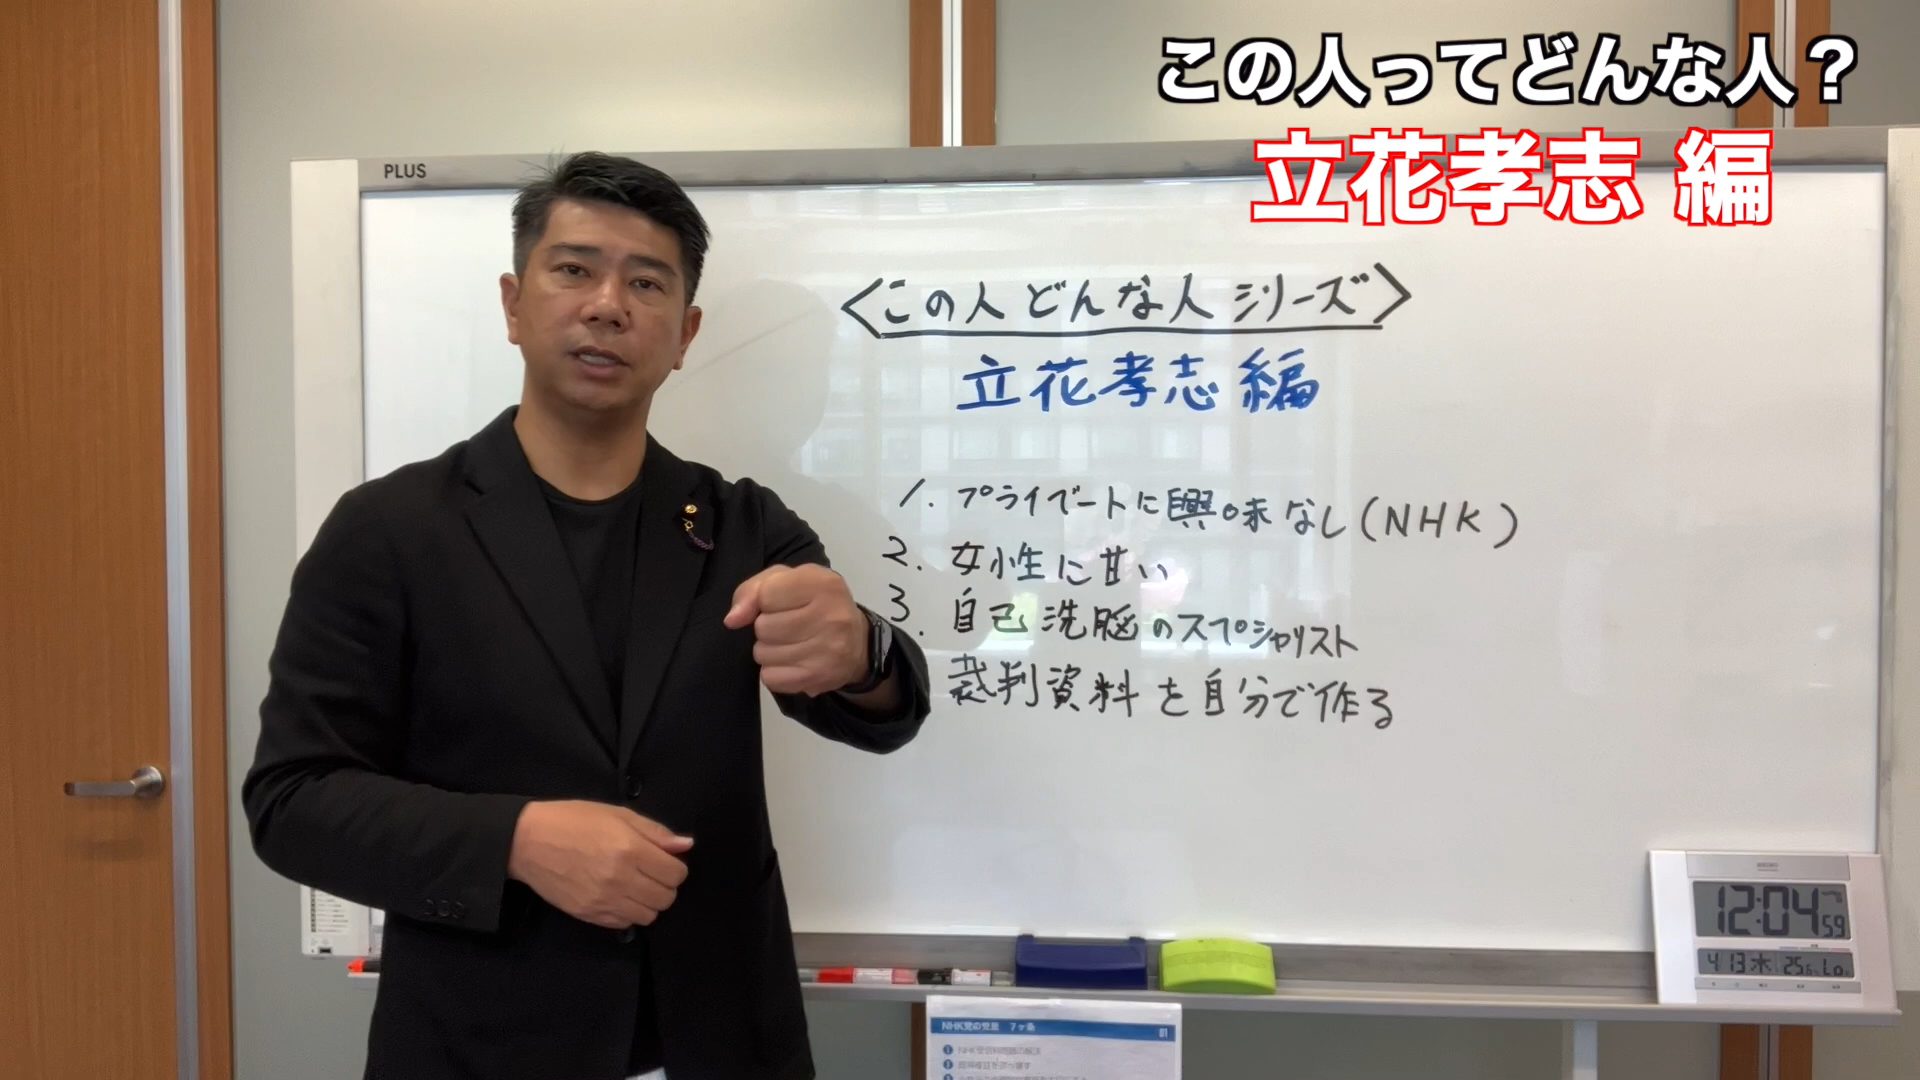 この人ってどんな人？
立花孝志 編
PLUS
＜この人どんな人シリーズ＞
立花孝志編
1. プライベートに興味なし(NHK)
2. 女性に甘い
3. 自己洗脳のスペシャリスト
裁判資料を自分で作る
12:04 59
4 13 水
NHK党の党是 7ヶ条
01